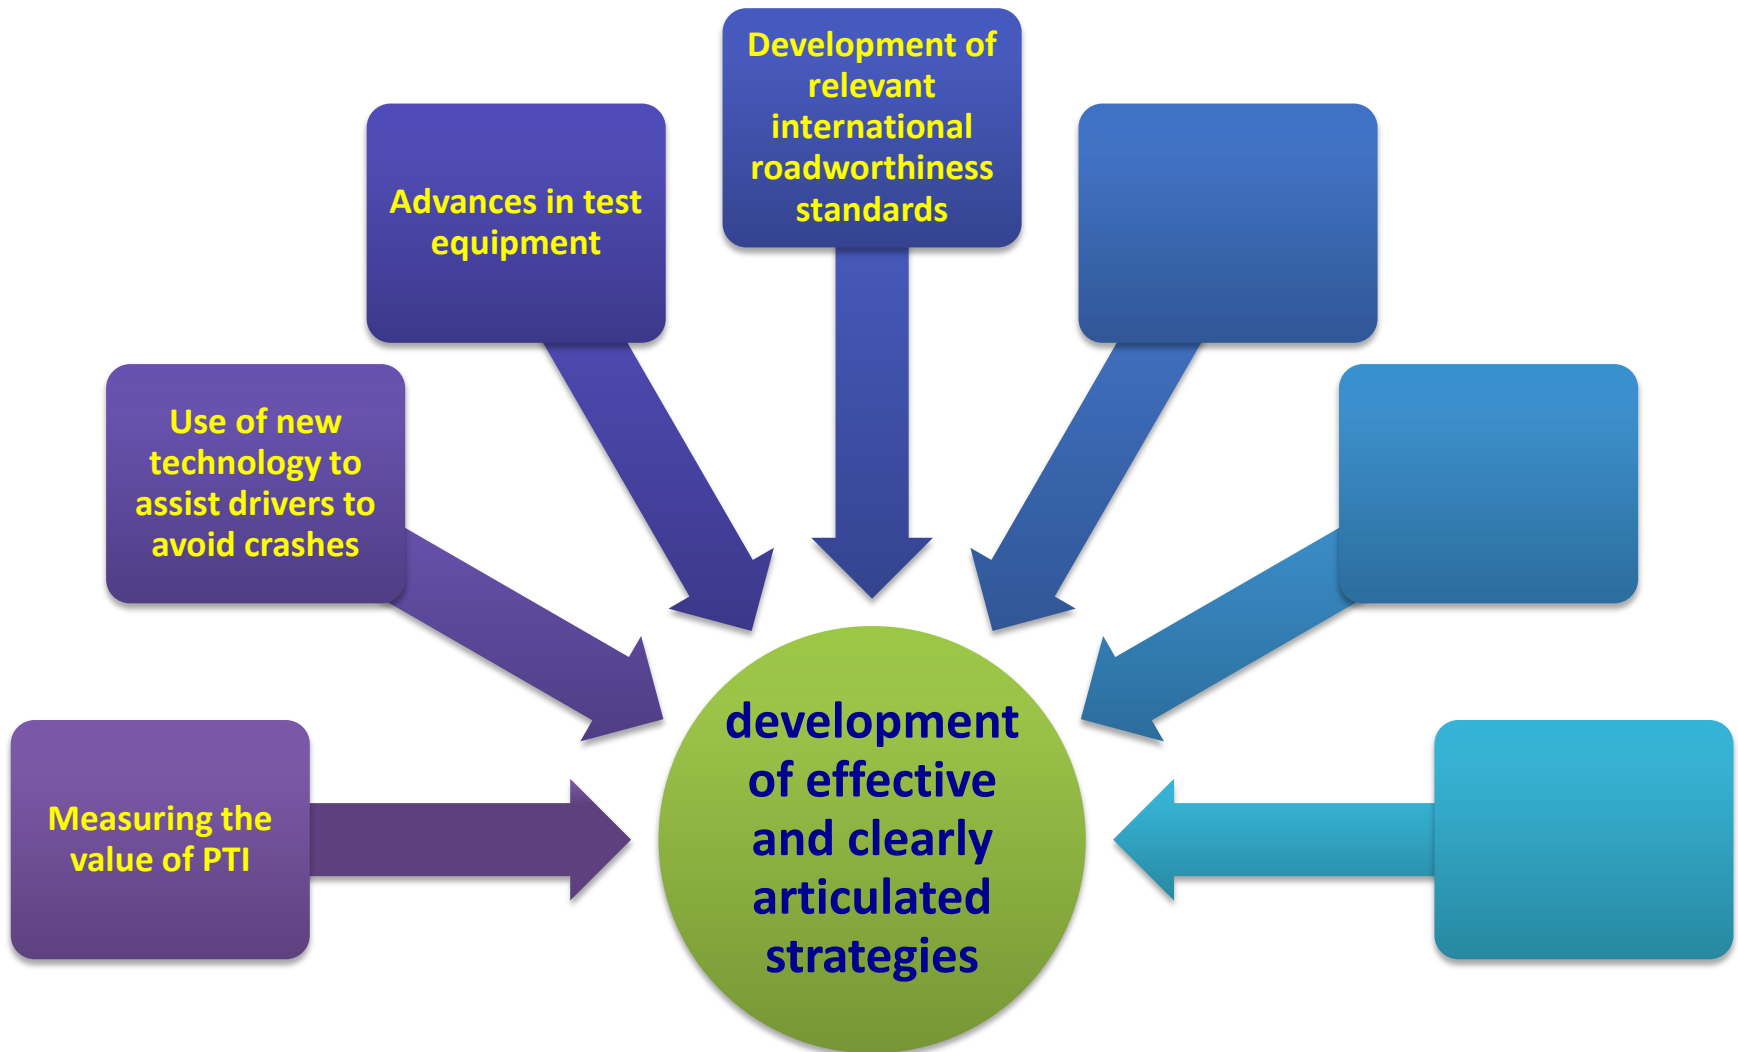 Development of
relevant
international
roadworthiness
standards
Advances in test
equipment
Use of new
technology to
assist drivers to
avoid crashes
Measuring the
value of PTI
development
of effective
and clearly
articulated
strategies